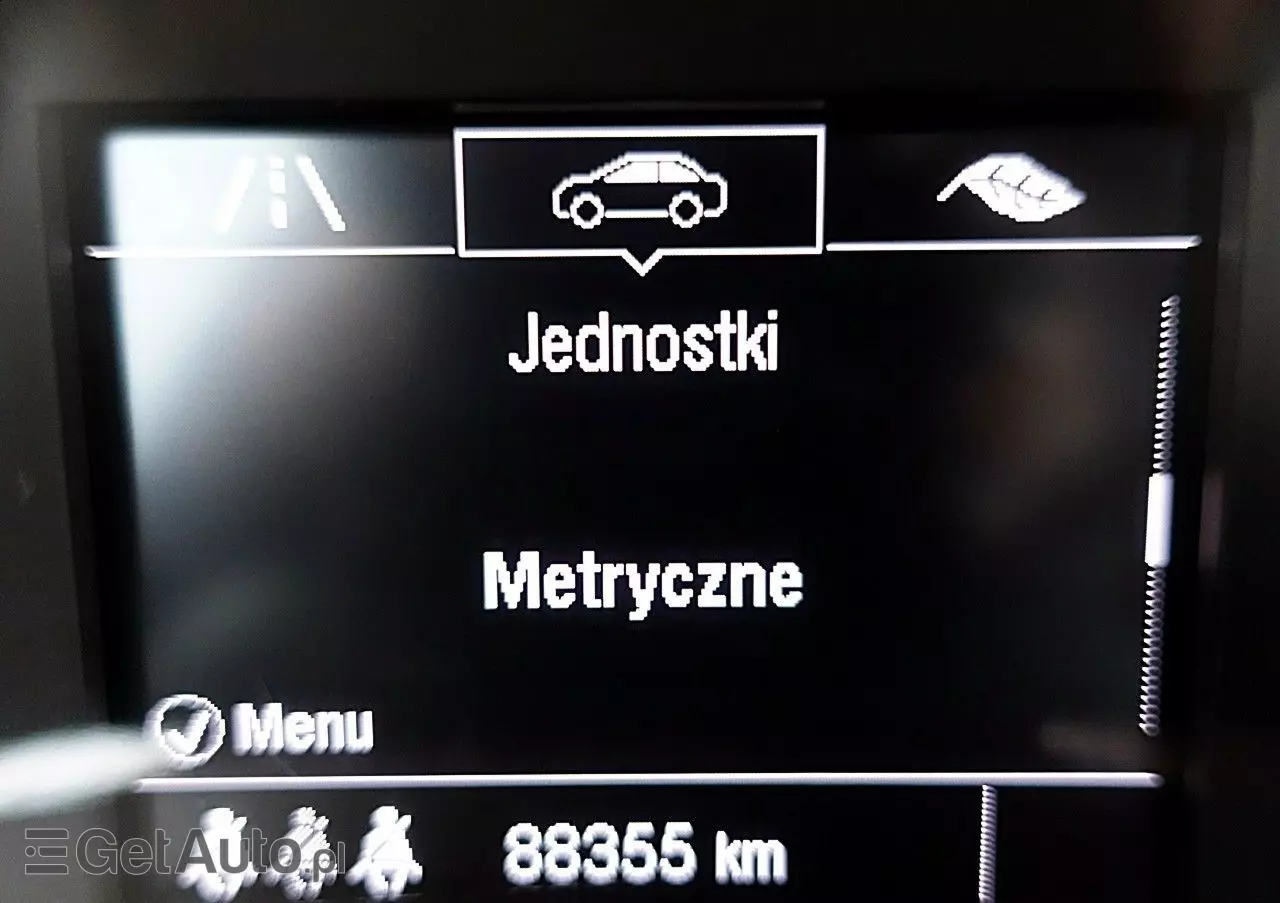 Jednostki
Metryczne
Menu
88355 km
GetAuto.pl